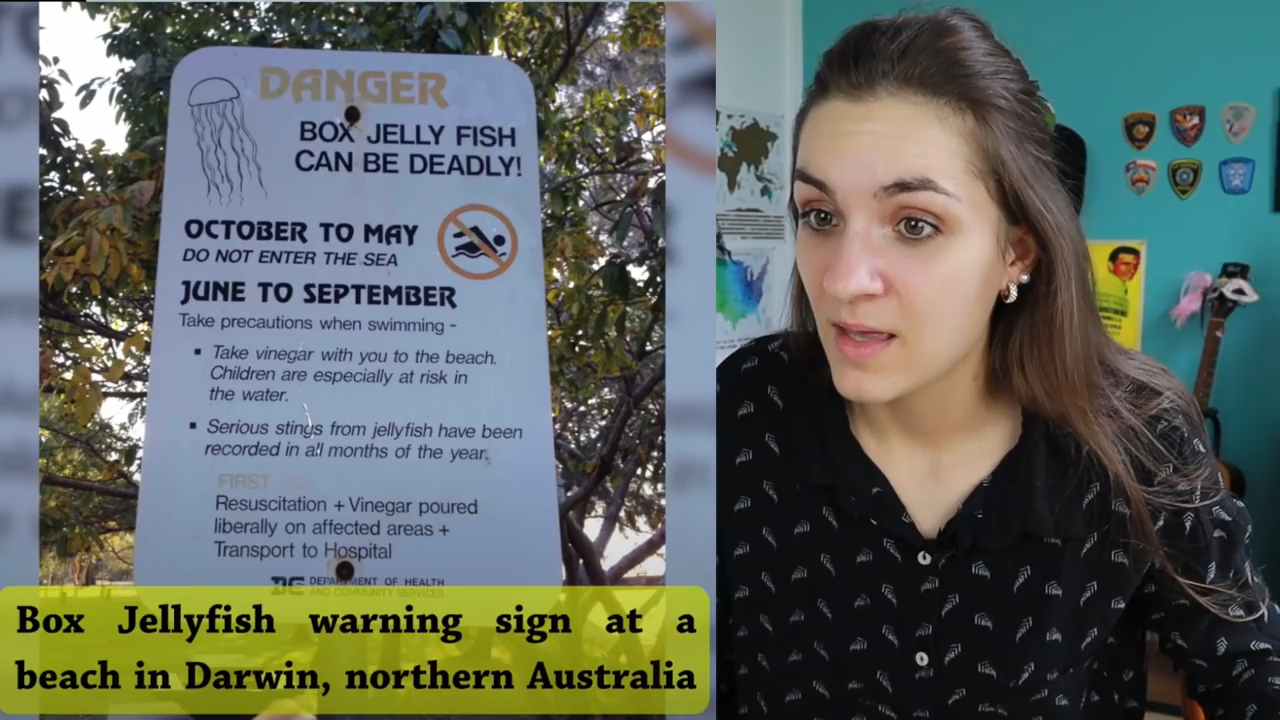 DANGER
BOX JELLY FISH
CAN BE DEADLY!
OCTOBER TO MAY
DO NOT ENTER THE SEA
JUNE TO SEPTEMBER
Take precautions when swimming -
▪ Take vinegar with you to the beach.
Children are especially at risk in
the water.
▪ Serious stings from jellyfish have been
recorded in all months of the year.
FIRST
Resuscitation + Vinegar poured
liberally on affected areas +
Transport to Hospital
DEPARTMENT OF HEALTH
AND COMMUNITY SERVICES
Box Jellyfish warning sign at a
beach in Darwin, northern Australia